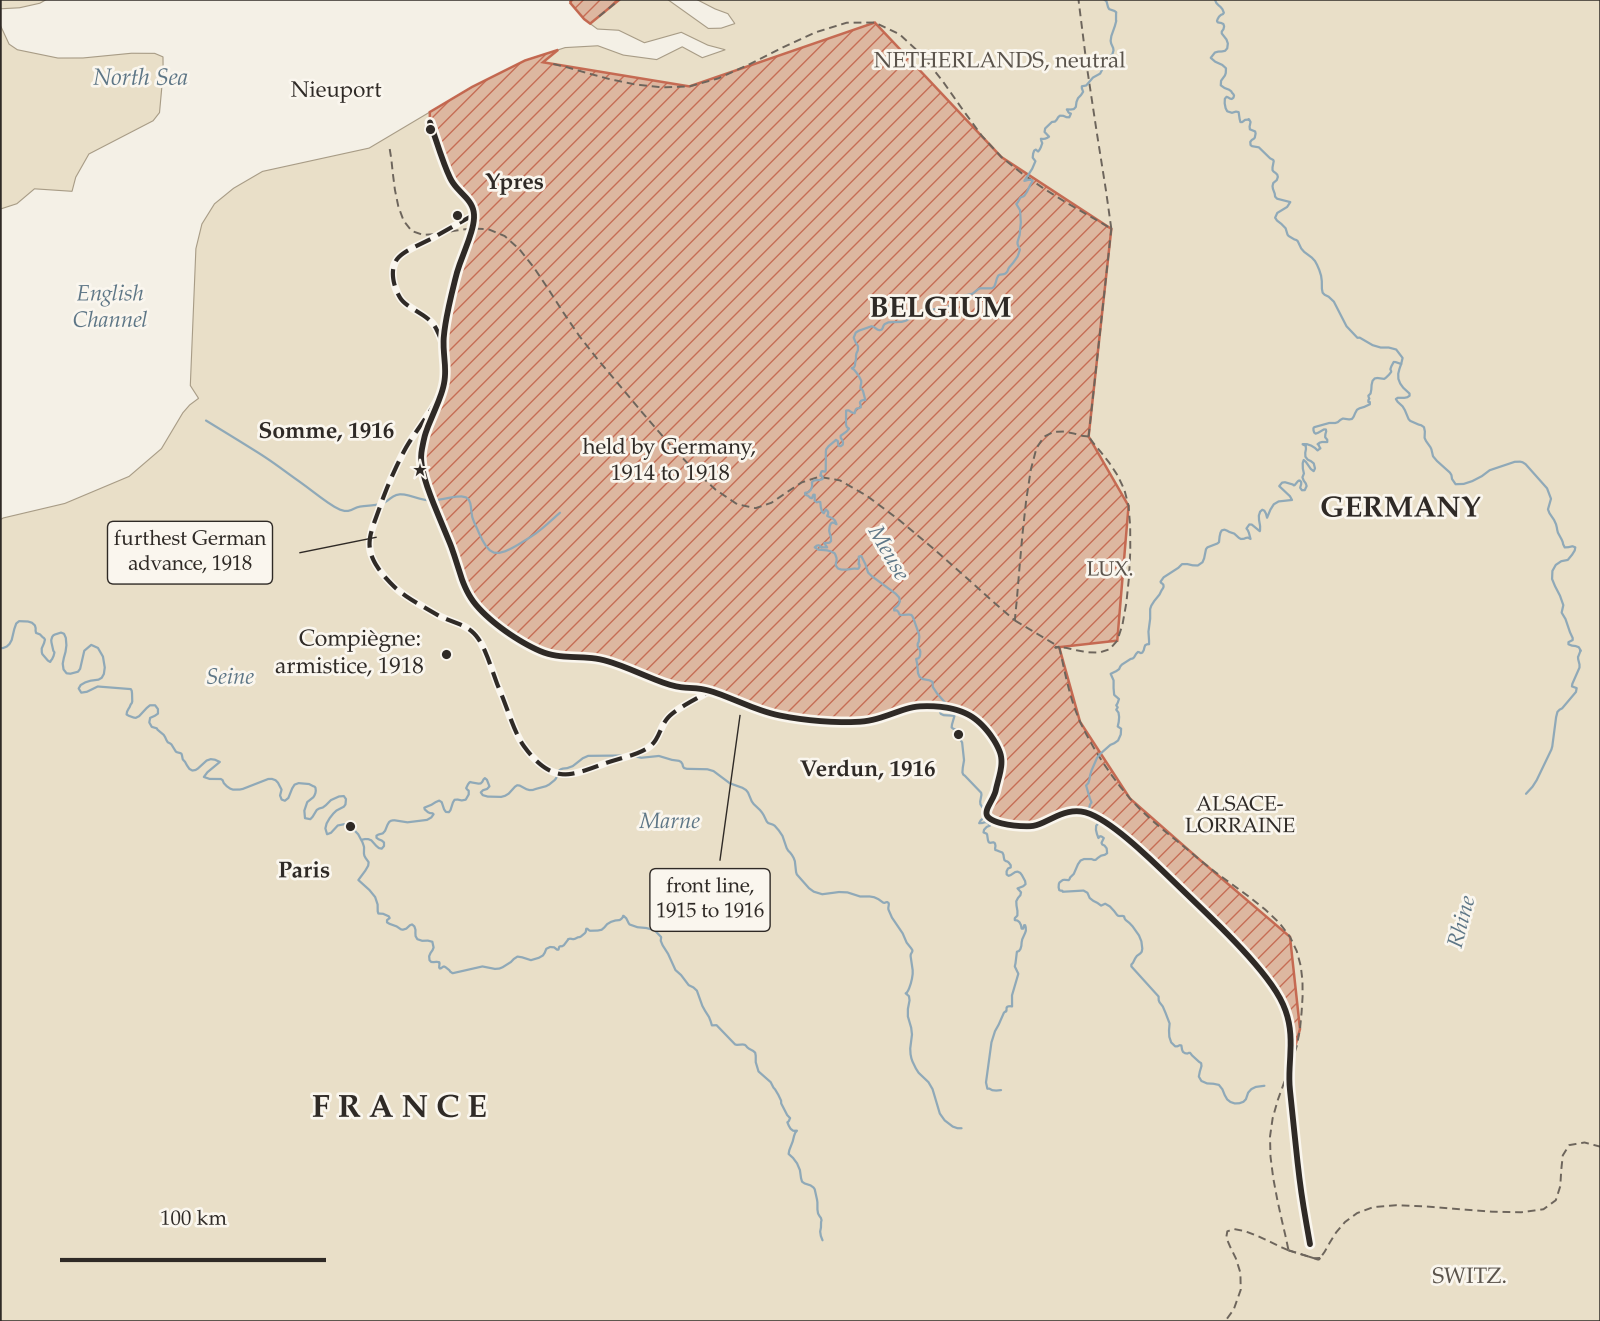 NETHERLANDS, neutral
North Sea
Nieuport
Ypres
English
Channel
BELGIUM
Somme, 1916
held by Germany,
1914 to 1918
GERMANY
furthest German
advance, 1918
Meuse
LUX.
Compiègne:
armistice, 1918
Seine
Verdun, 1916
ALSACE-
LORRAINE
Marne
Paris
front line,
1915 to 1916
Rhine
FRANCE
100 km
SWITZ.